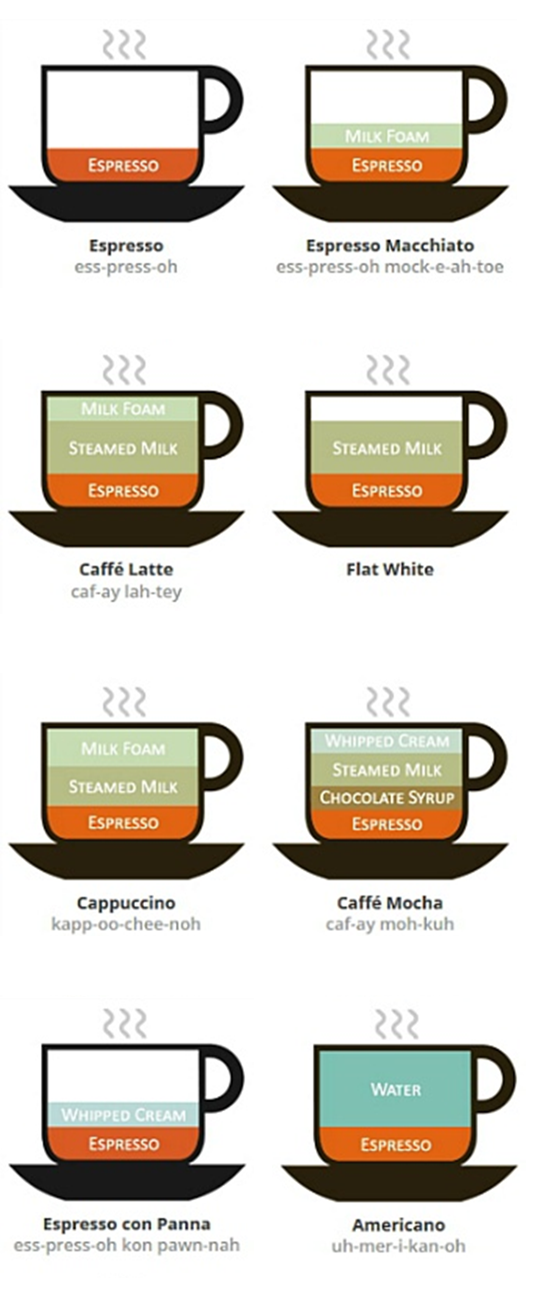 Espresso
Espresso
ess-press-oh
Milk Foam
Espresso
Espresso Macchiato
ess-press-oh mock-e-ah-toe
Milk Foam
Steamed Milk
Espresso
Caffé Latte
caf-ay lah-tey
Steamed Milk
Espresso
Flat White
Milk Foam
Steamed Milk
Espresso
Cappuccino
kapp-oo-chee-noh
Whipped Cream
Steamed Milk
Chocolate Syrup
Espresso
Caffé Mocha
caf-ay moh-kuh
Whipped Cream
Espresso
Espresso con Panna
ess-press-oh kon pawn-nah
Water
Espresso
Americano
uh-mer-i-kan-oh